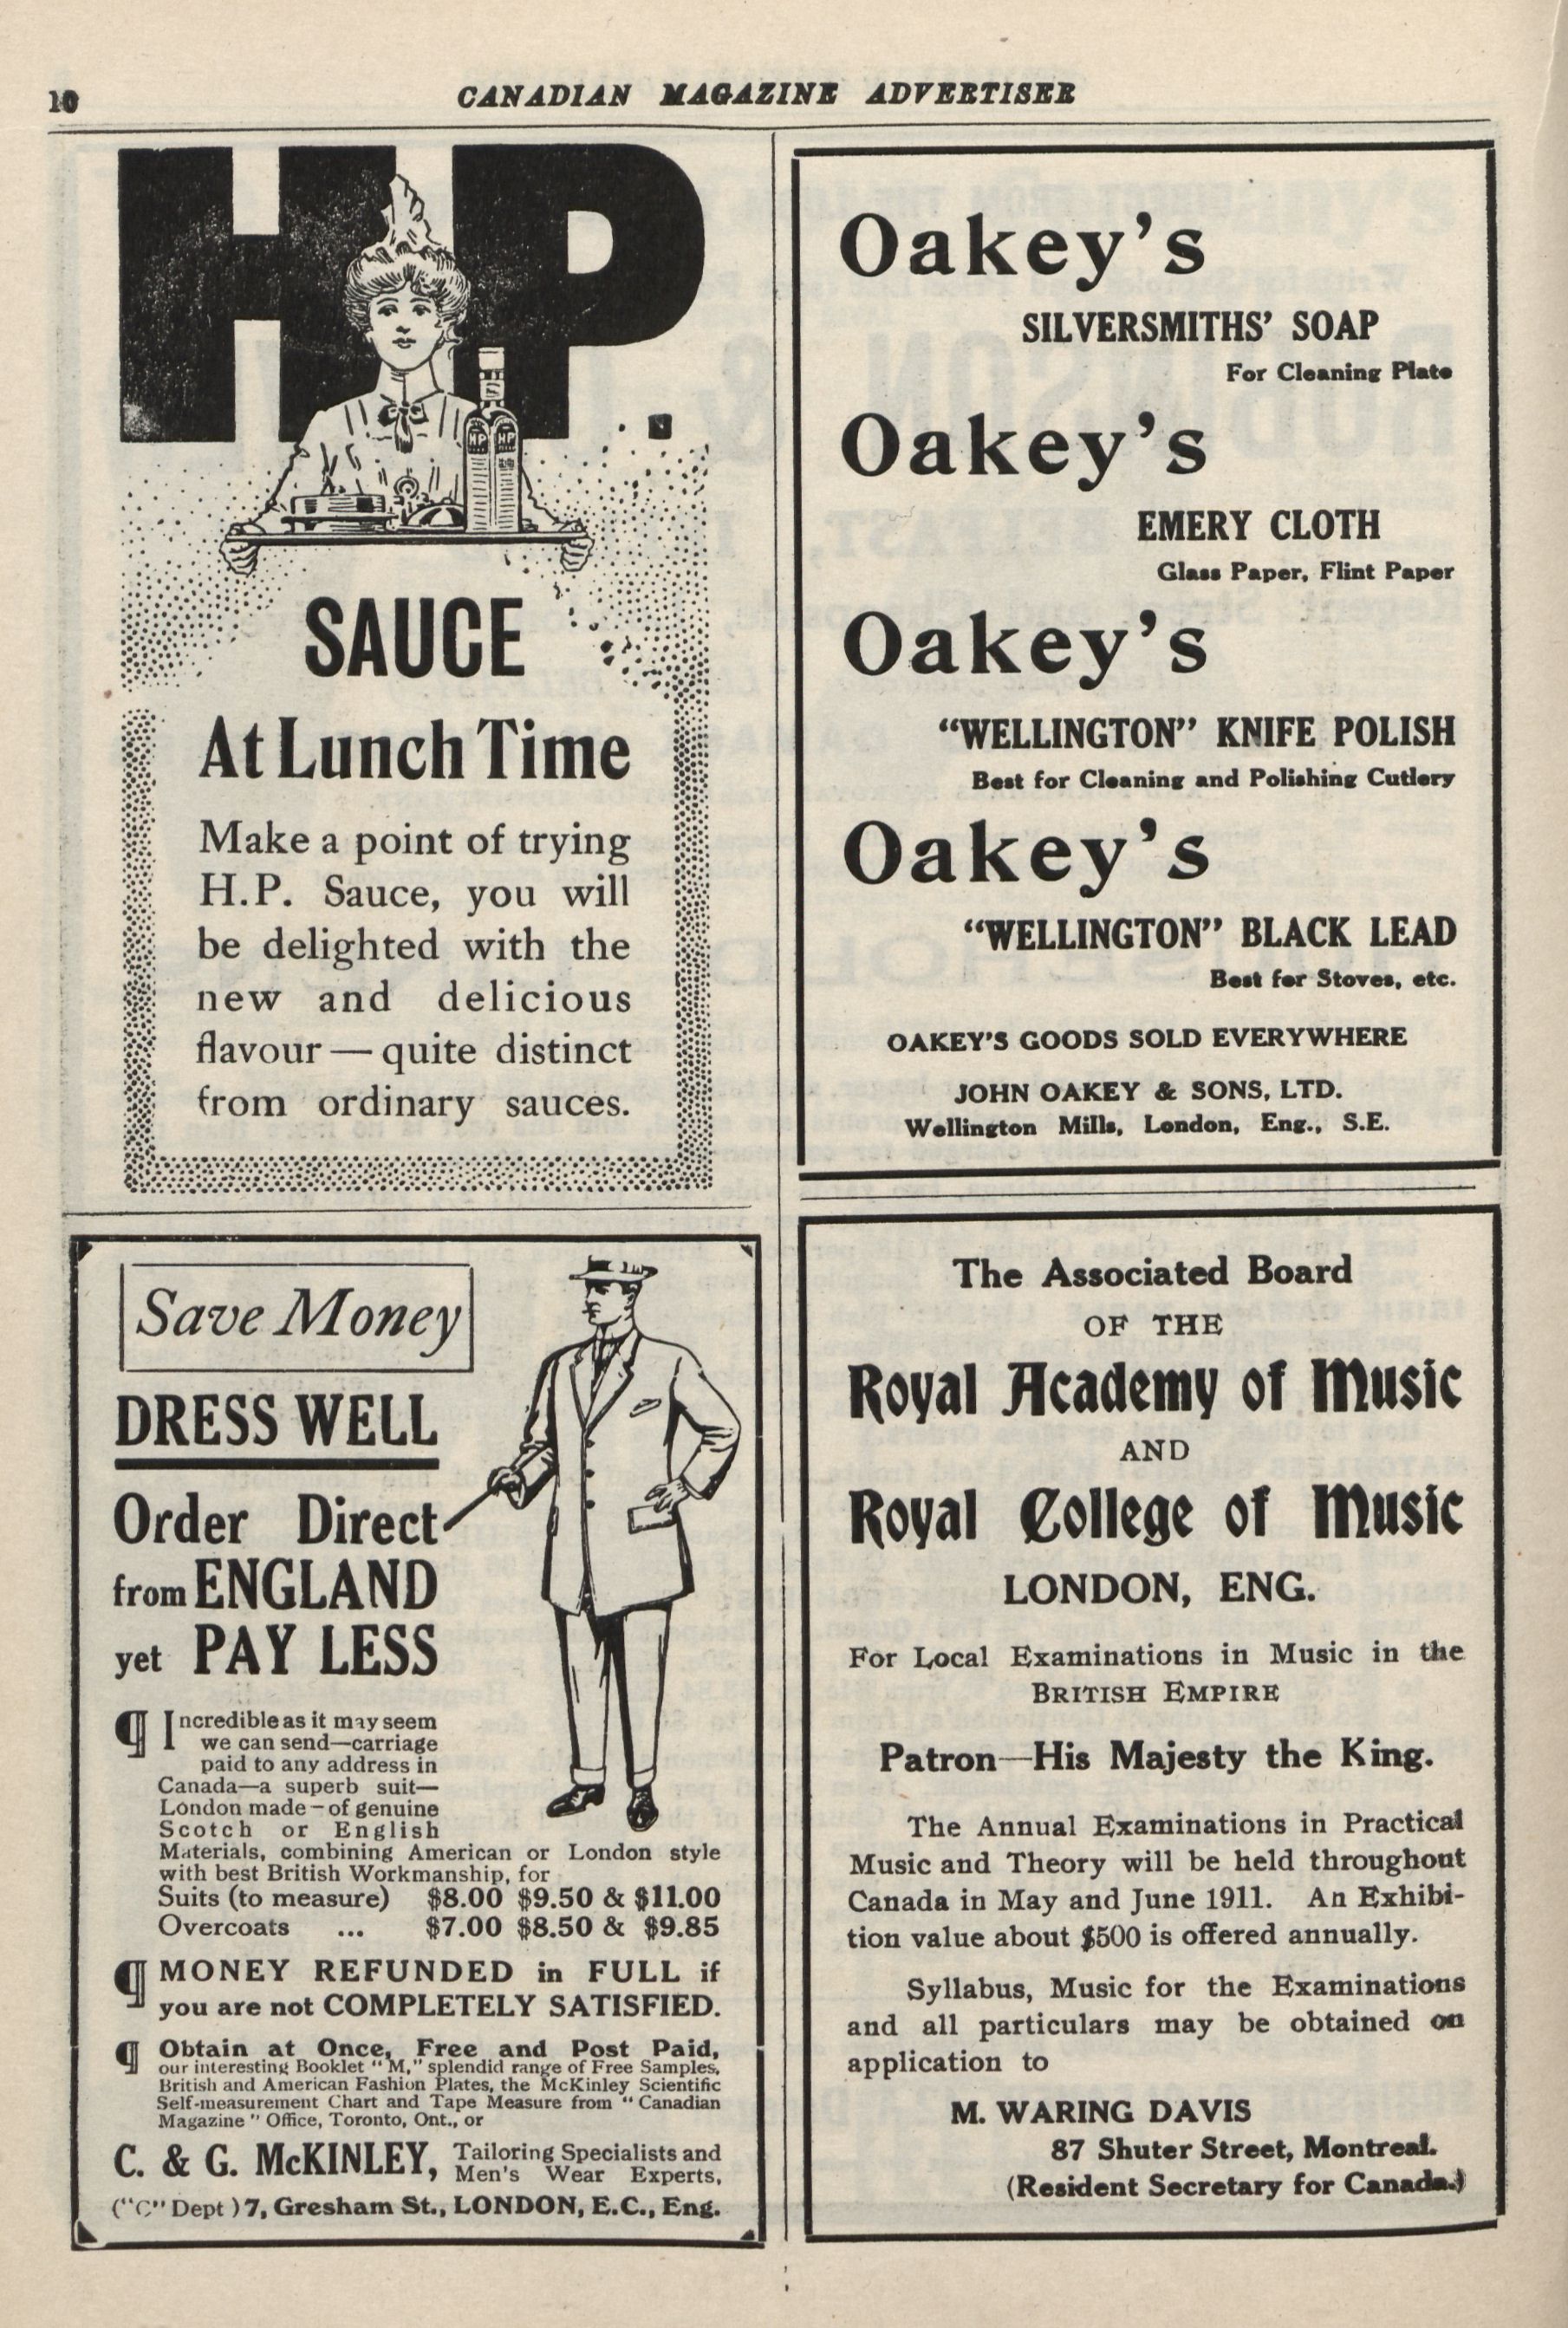 10
CANADIAN MAGAZINE ADVERTISER
H.P.
HP HP
SAUCE
At Lunch Time
Make a point of trying
H.P. Sauce, you will
be delighted with the
new and delicious
flavour — quite distinct
from ordinary sauces.
Oakey's
SILVERSMITHS' SOAP
For Cleaning Plate
Oakey's
EMERY CLOTH
Glass Paper, Flint Paper
Oakey's
"WELLINGTON" KNIFE POLISH
Best for Cleaning and Polishing Cutlery
Oakey's
"WELLINGTON" BLACK LEAD
Best for Stoves, etc.
OAKEY'S GOODS SOLD EVERYWHERE
JOHN OAKEY & SONS, LTD.
Wellington Mills, London, Eng., S.E.
Save Money
DRESS WELL
Order Direct
from ENGLAND
yet PAY LESS
¶ Incredible as it may seem
we can send—carriage
paid to any address in
Canada—a superb suit—
London made—of genuine
Scotch or English
Materials, combining American or London style
with best British Workmanship, for
Suits (to measure) $8.00 $9.50 & $11.00
Overcoats ... $7.00 $8.50 & $9.85
¶ MONEY REFUNDED in FULL if
you are not COMPLETELY SATISFIED.
¶ Obtain at Once, Free and Post Paid,
our interesting Booklet "M," splendid range of Free Samples,
British and American Fashion Plates, the McKinley Scientific
Self-measurement Chart and Tape Measure from "Canadian
Magazine" Office, Toronto, Ont., or
C. & G. McKINLEY, Tailoring Specialists and
Men's Wear Experts,
("C" Dept) 7, Gresham St., LONDON, E.C., Eng.
The Associated Board
OF THE
Royal Academy of Music
AND
Royal College of Music
LONDON, ENG.
For Local Examinations in Music in the
BRITISH EMPIRE
Patron—His Majesty the King.
The Annual Examinations in Practical
Music and Theory will be held throughout
Canada in May and June 1911. An Exhibi-
tion value about $500 is offered annually.
Syllabus, Music for the Examinations
and all particulars may be obtained on
application to
M. WARING DAVIS
87 Shuter Street, Montreal.
(Resident Secretary for Canada.)